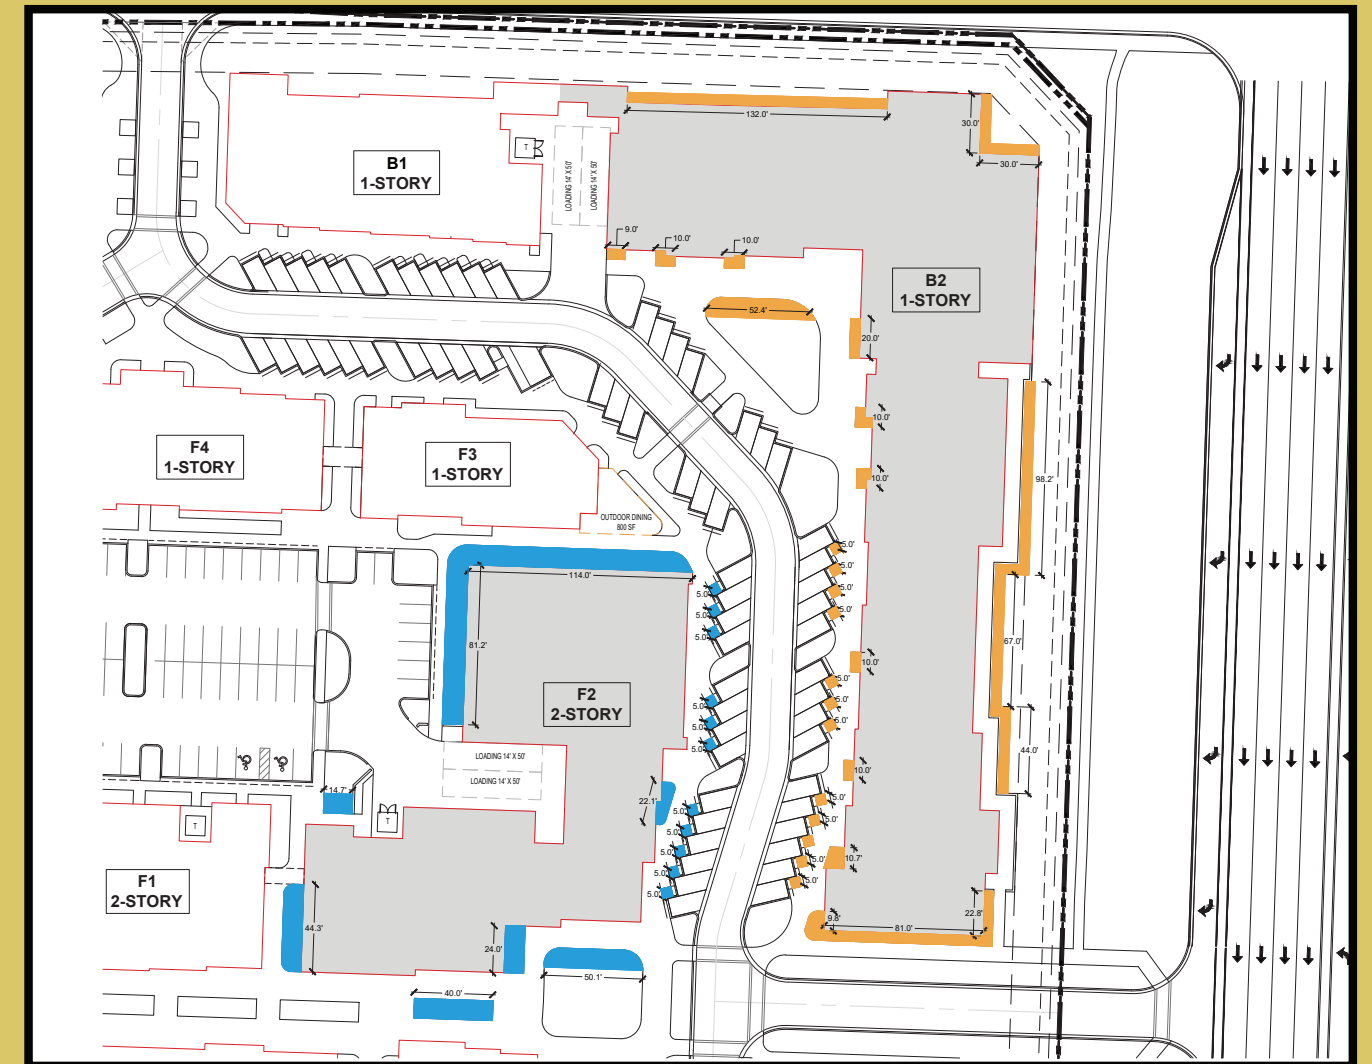 132.0'
30.0'
30.0'
B1
1-STORY
T
LOADING 14' X 50'
LOADING 14' X 50'
9.0'
10.0'
10.0'
B2
1-STORY
52.4'
20.0'
10.0'
10.0'
98.2'
F4
1-STORY
F3
1-STORY
OUTDOOR DINING
800 SF
114.0'
81.2'
5.0'
5.0'
5.0'
5.0'
5.0'
5.0'
5.0'
67.0'
10.0'
F2
2-STORY
5.0'
5.0'
5.0'
5.0'
5.0'
5.0'
44.0'
LOADING 14' X 50'
LOADING 14' X 50'
10.0'
14.7'
22.1'
5.0'
5.0'
5.0'
5.0'
5.0'
5.0'
5.0'
5.0'
5.0'
T
T
10.7'
F1
2-STORY
44.3'
24.0'
9.8'
81.0'
22.8'
50.1'
40.0'